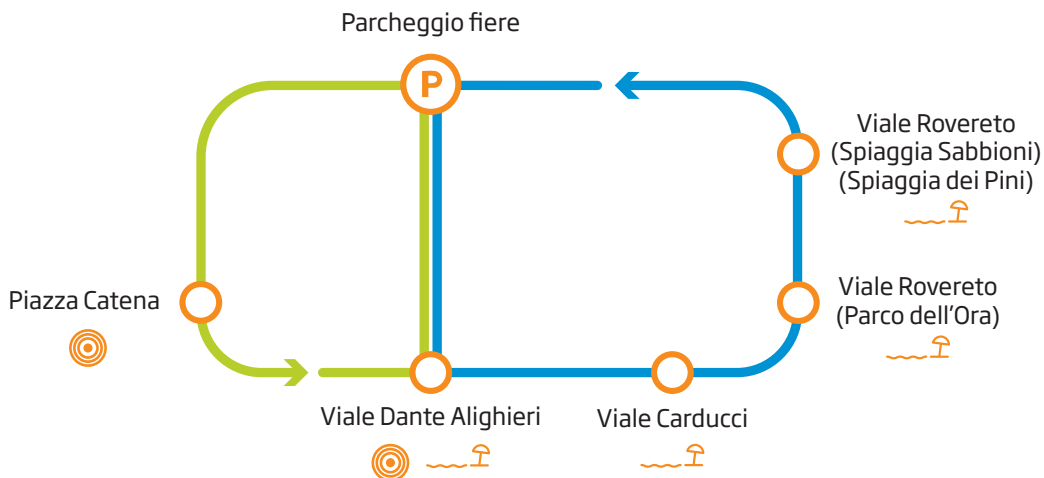 Parcheggio fiere
P
Viale Rovereto
(Spiaggia Sabbioni)
(Spiaggia dei Pini)
Piazza Catena
Viale Rovereto
(Parco dell'Ora)
Viale Dante Alighieri
Viale Carducci